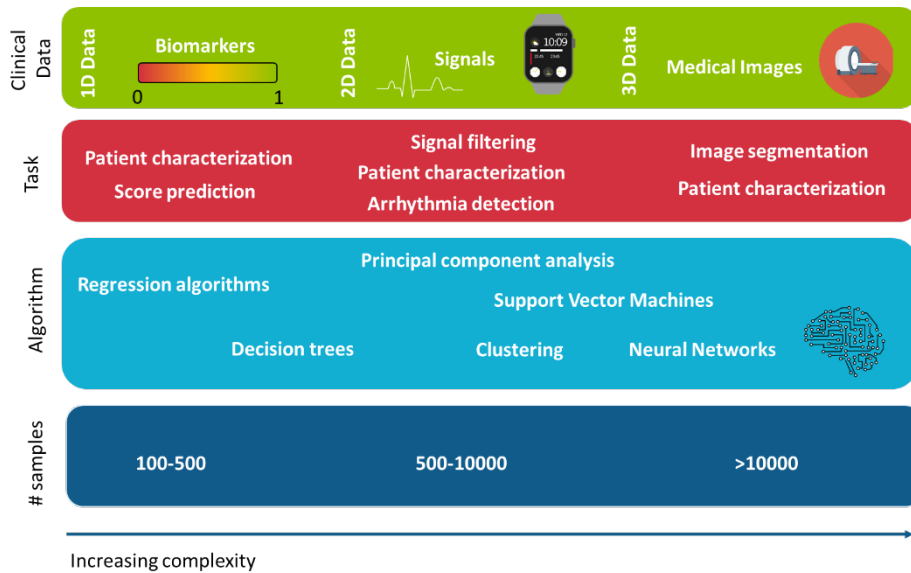 Clinical Data
1D Data
Biomarkers
0
1
2D Data
Signals
10:09
3D Data
Medical Images
Task
Patient characterization
Score prediction
Signal filtering
Patient characterization
Arrhythmia detection
Image segmentation
Patient characterization
Algorithm
Principal component analysis
Regression algorithms
Support Vector Machines
Decision trees
Clustering
Neural Networks
# samples
100-500
500-10000
>10000
Increasing complexity